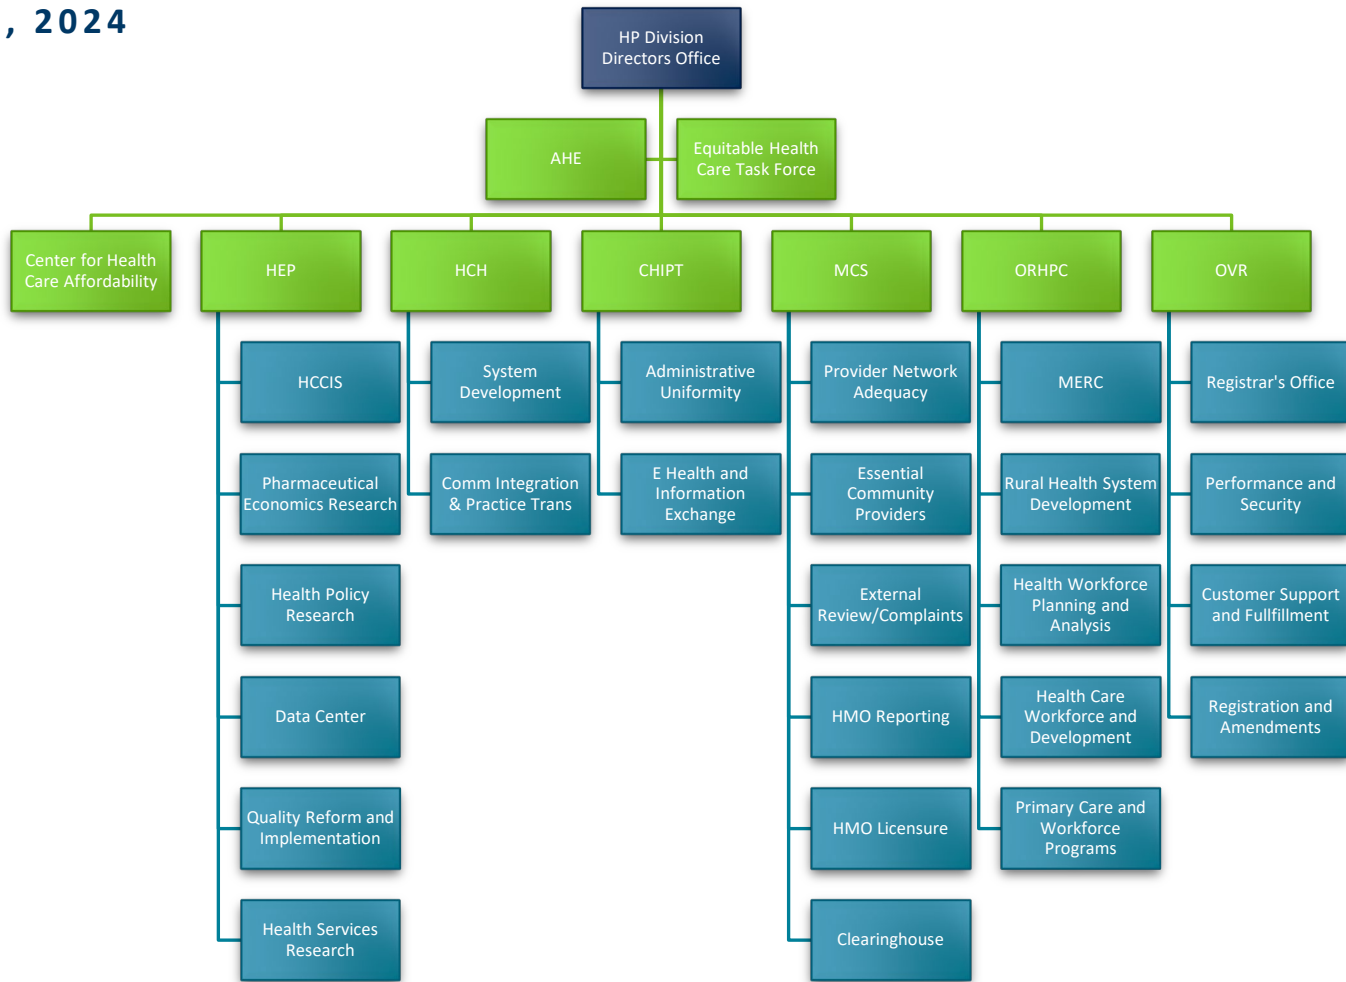 , 2024
HP Division
Directors Office
AHE
Equitable Health
Care Task Force
Center for Health
Care Affordability
HEP
HCH
CHIPT
MCS
ORHPC
OVR
HCCIS
Pharmaceutical
Economics Research
Health Policy
Research
Data Center
Quality Reform and
Implementation
Health Services
Research
System
Development
Comm Integration
& Practice Trans
Administrative
Uniformity
E Health and
Information
Exchange
Provider Network
Adequacy
Essential
Community
Providers
External
Review/Complaints
HMO Reporting
HMO Licensure
Clearinghouse
MERC
Rural Health System
Development
Health Workforce
Planning and
Analysis
Health Care
Workforce and
Development
Primary Care and
Workforce
Programs
Registrar's Office
Performance and
Security
Customer Support
and Fullfillment
Registration and
Amendments